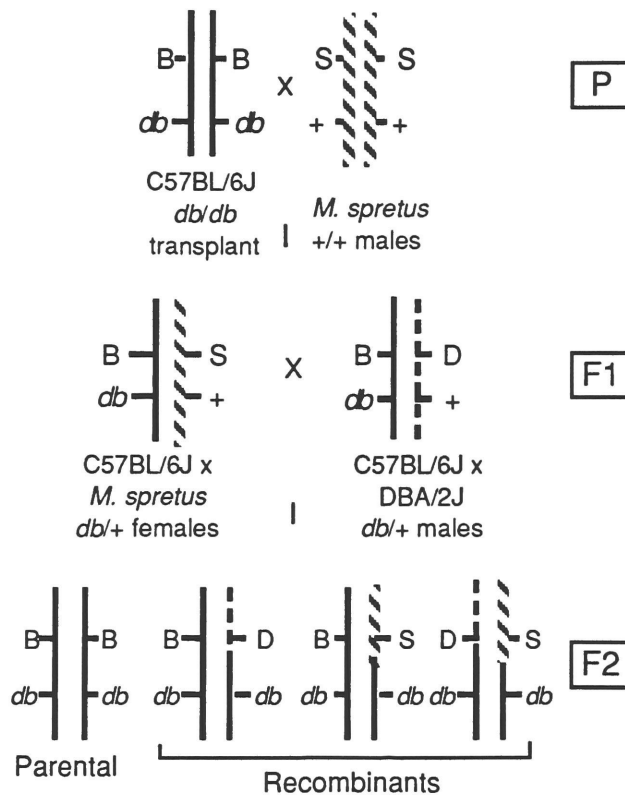 B B S S
X
P
db db + +
C57BL/6J
db/db
transplant
M. spretus
+/+ males
B S B D
X
F1
db + db +
C57BL/6J x
M. spretus
db/+ females
C57BL/6J x
DBA/2J
db/+ males
B B B D B S D S
F2
db db db db db db db db
Parental
Recombinants